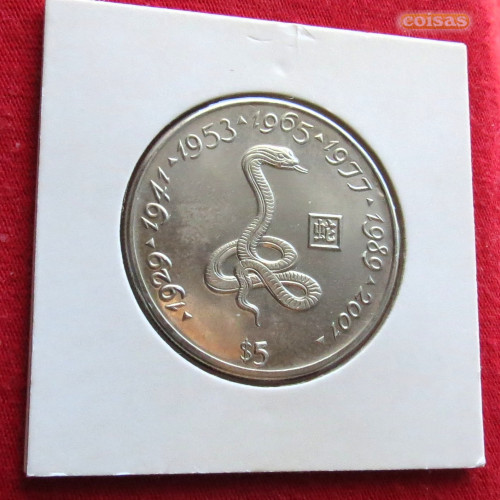 coisas
1929 ▲ 1941 ▲ 1953 ▲ 1965 ▲ 1977 ▲ 1989 ▲ 2001 ▲
蛇
$5